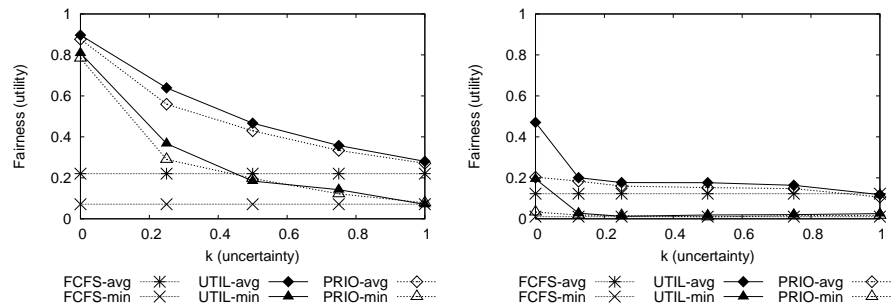 1
0.8
0.6
0.4
0.2
0
Fairness (utility)
0 0.2 0.4 0.6 0.8 1
k (uncertainty)
FCFS-avg UTIL-avg PRIO-avg
FCFS-min UTIL-min PRIO-min
1
0.8
0.6
0.4
0.2
0
Fairness (utility)
0 0.2 0.4 0.6 0.8 1
k (uncertainty)
FCFS-avg UTIL-avg PRIO-avg
FCFS-min UTIL-min PRIO-min